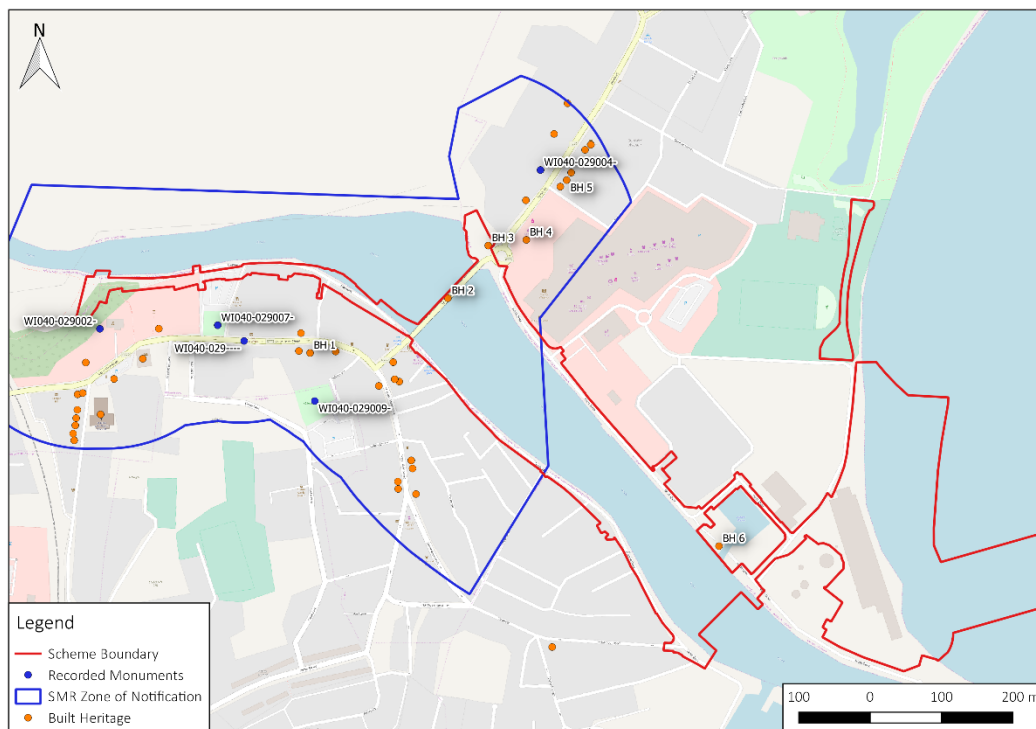 N
WI040-029004-
BH 5
BH 4
BH 3
BH 2
WI040-029002-
WI040-029007-
WI040-029----
BH 1
WI040-029009-
BH 6
Legend
Scheme Boundary
Recorded Monuments
SMR Zone of Notification
Built Heritage
100 0 100 200 m